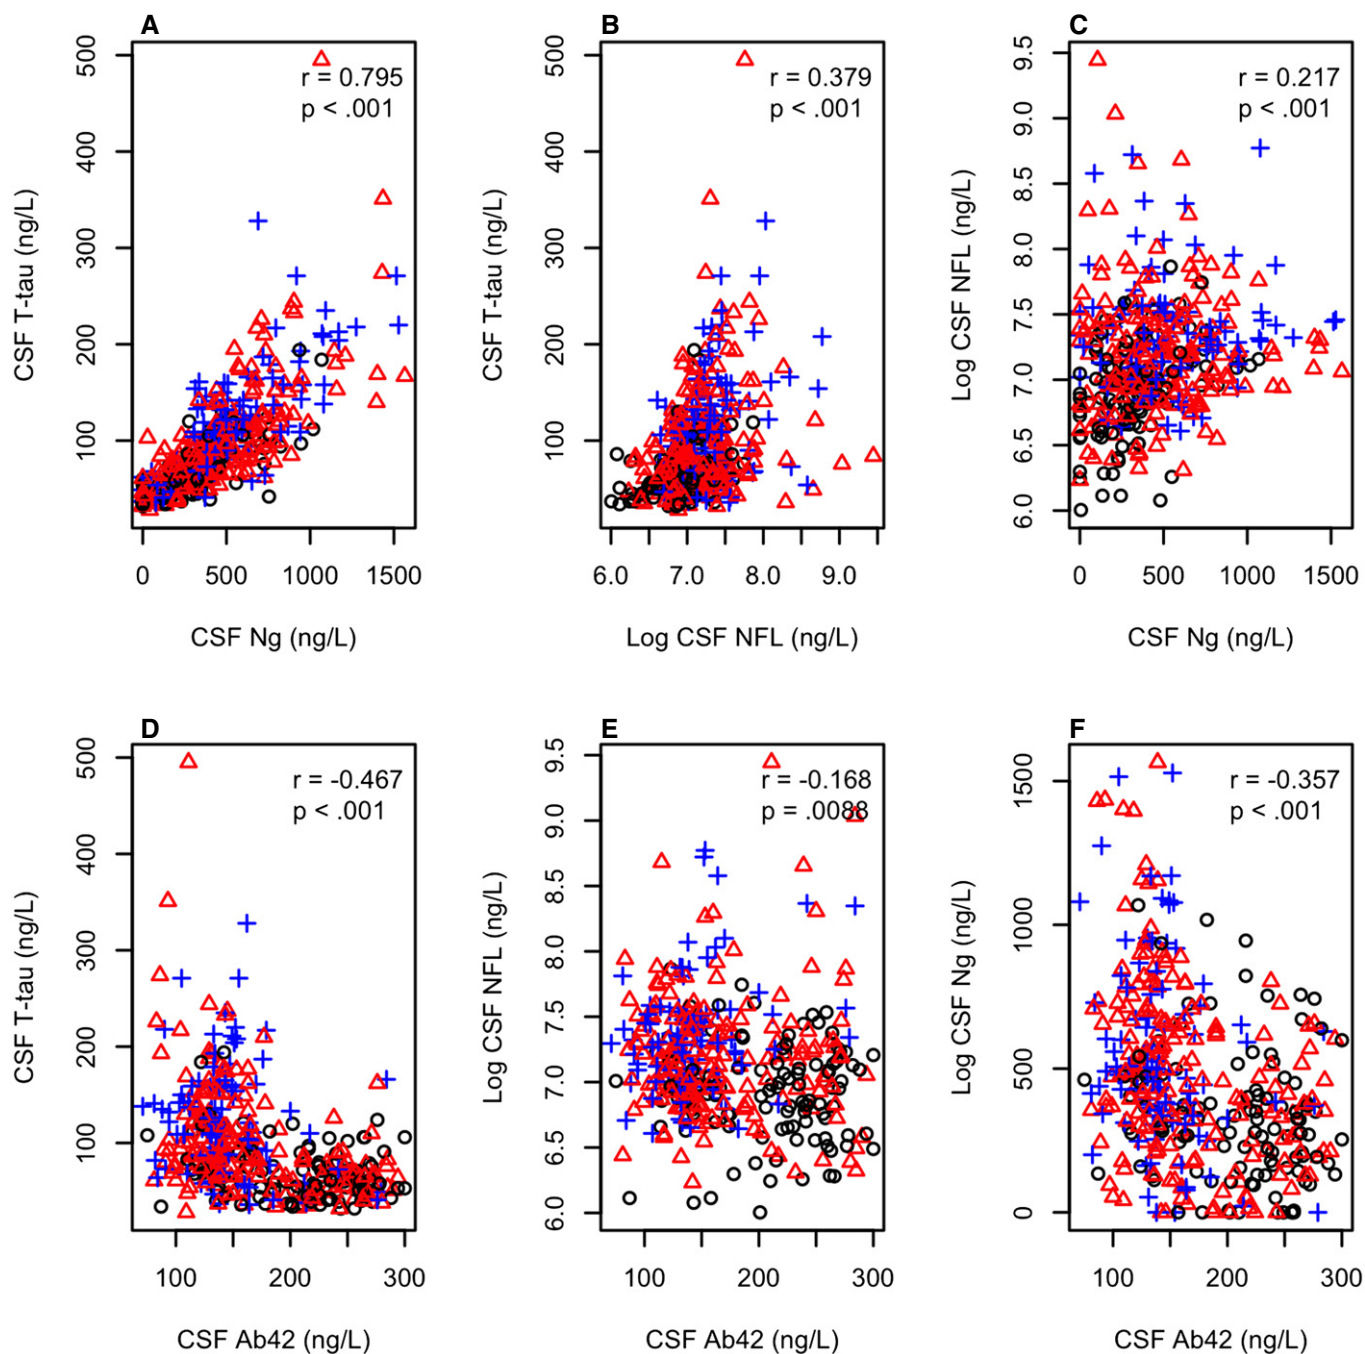 A
B
C
r = 0.795
p < .001
r = 0.379
p < .001
r = 0.217
p < .001
CSF T-tau (ng/L)
100
200
300
400
500
0
500
1000
1500
CSF Ng (ng/L)
CSF T-tau (ng/L)
100
200
300
400
500
6.0
7.0
8.0
9.0
Log CSF NFL (ng/L)
Log CSF NFL (ng/L)
6.0
6.5
7.0
7.5
8.0
8.5
9.0
9.5
0
500
1000
1500
CSF Ng (ng/L)
D
E
F
r = -0.467
p < .001
r = -0.168
p = .0088
r = -0.357
p < .001
CSF T-tau (ng/L)
100
200
300
400
500
100
200
300
CSF Ab42 (ng/L)
Log CSF NFL (ng/L)
6.0
6.5
7.0
7.5
8.0
8.5
9.0
9.5
100
200
300
CSF Ab42 (ng/L)
Log CSF Ng (ng/L)
0
500
1000
1500
100
200
300
CSF Ab42 (ng/L)